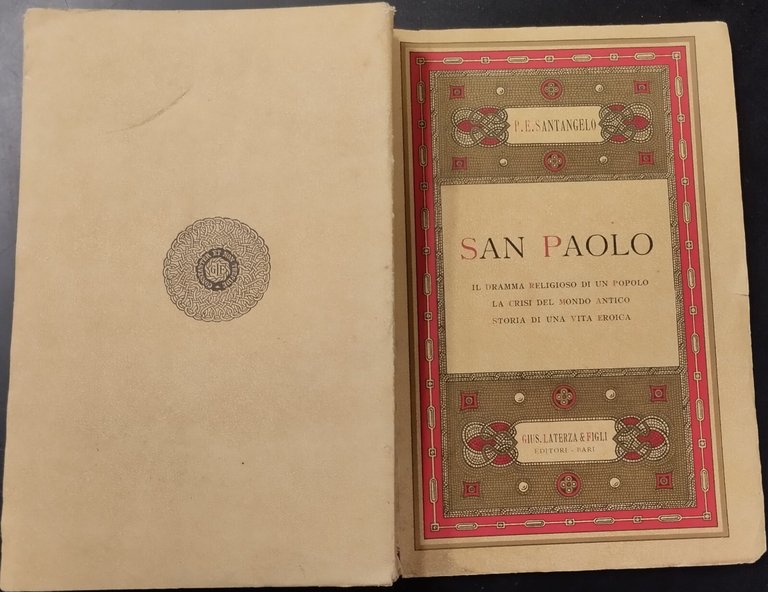 P. E. SANTANGELO
SAN PAOLO
IL DRAMMA RELIGIOSO DI UN POPOLO
LA CRISI DEL MONDO ANTICO
STORIA DI UNA VITA EROICA
GIUS. LATERZA & FIGLI
EDITORI - BARI